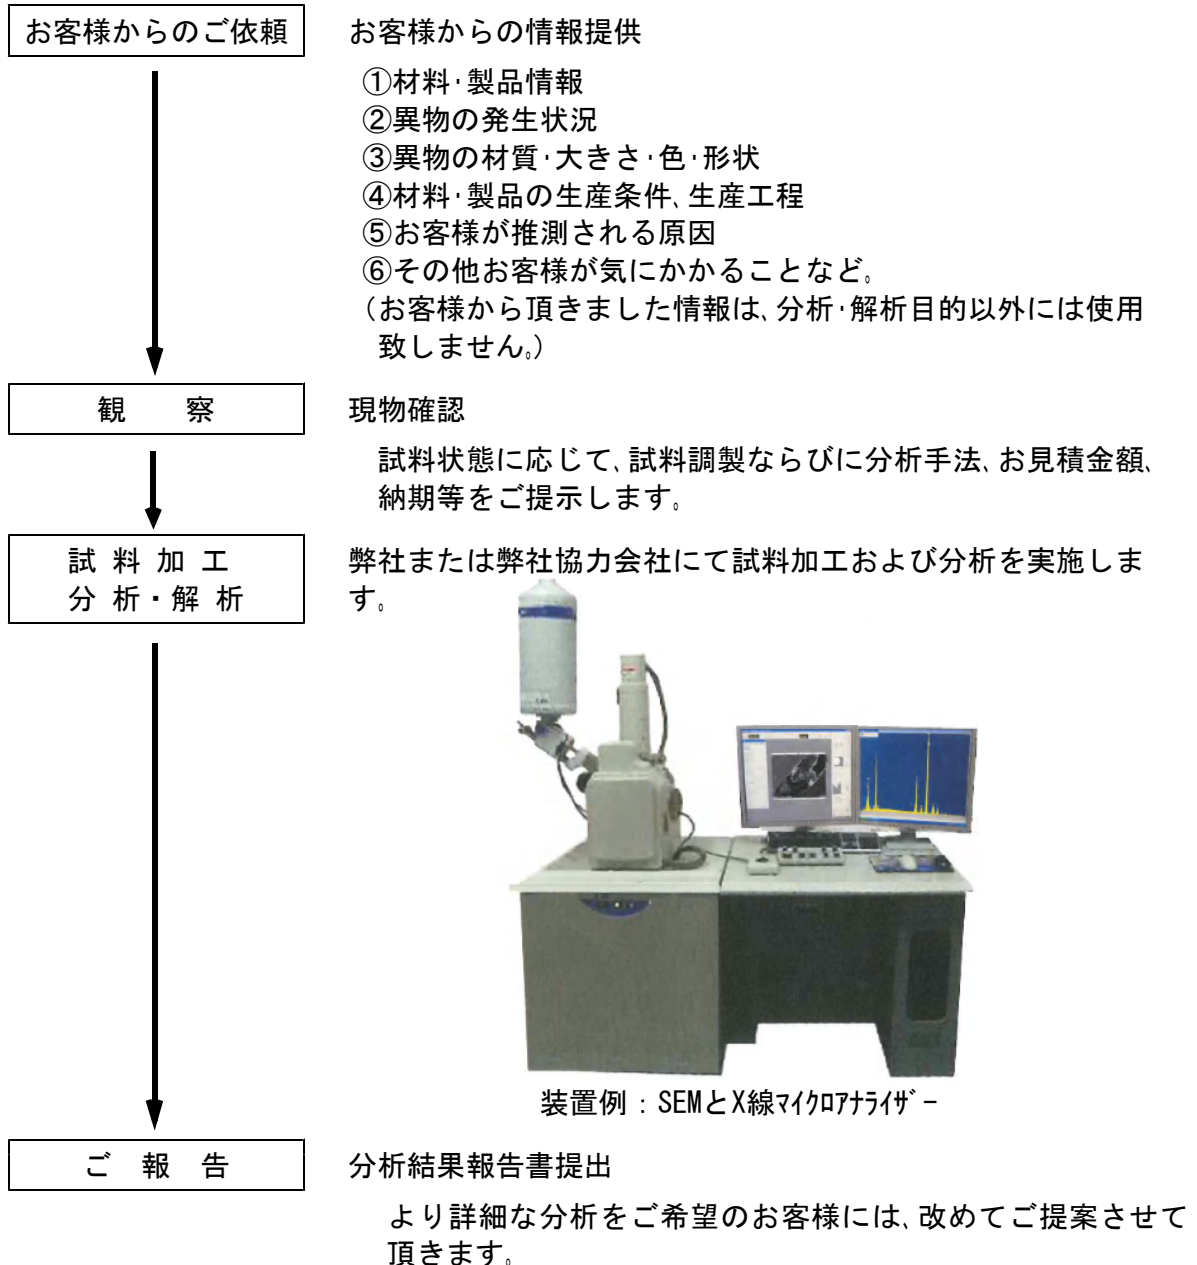 お客様からのご依頼
お客様からの情報提供
①材料・製品情報
②異物の発生状況
③異物の材質・大きさ・色・形状
④材料・製品の生産条件、生産工程
⑤お客様が推測される原因
⑥その他お客様が気にかかることなど。
（お客様から頂きました情報は、分析・解析目的以外には使用
致しません。）
観 察
現物確認
試料状態に応じて、試料調製ならびに分析手法、お見積金額、
納期等をご提示します。
試 料 加 工
分 析・解 析
弊社または弊社協力会社にて試料加工および分析を実施しま
す。
装置例：SEMとX線ﾏｲｸﾛｱﾅﾗｲｻﾞｰ
ご 報 告
分析結果報告書提出
より詳細な分析をご希望のお客様には、改めてご提案させて
頂きます。